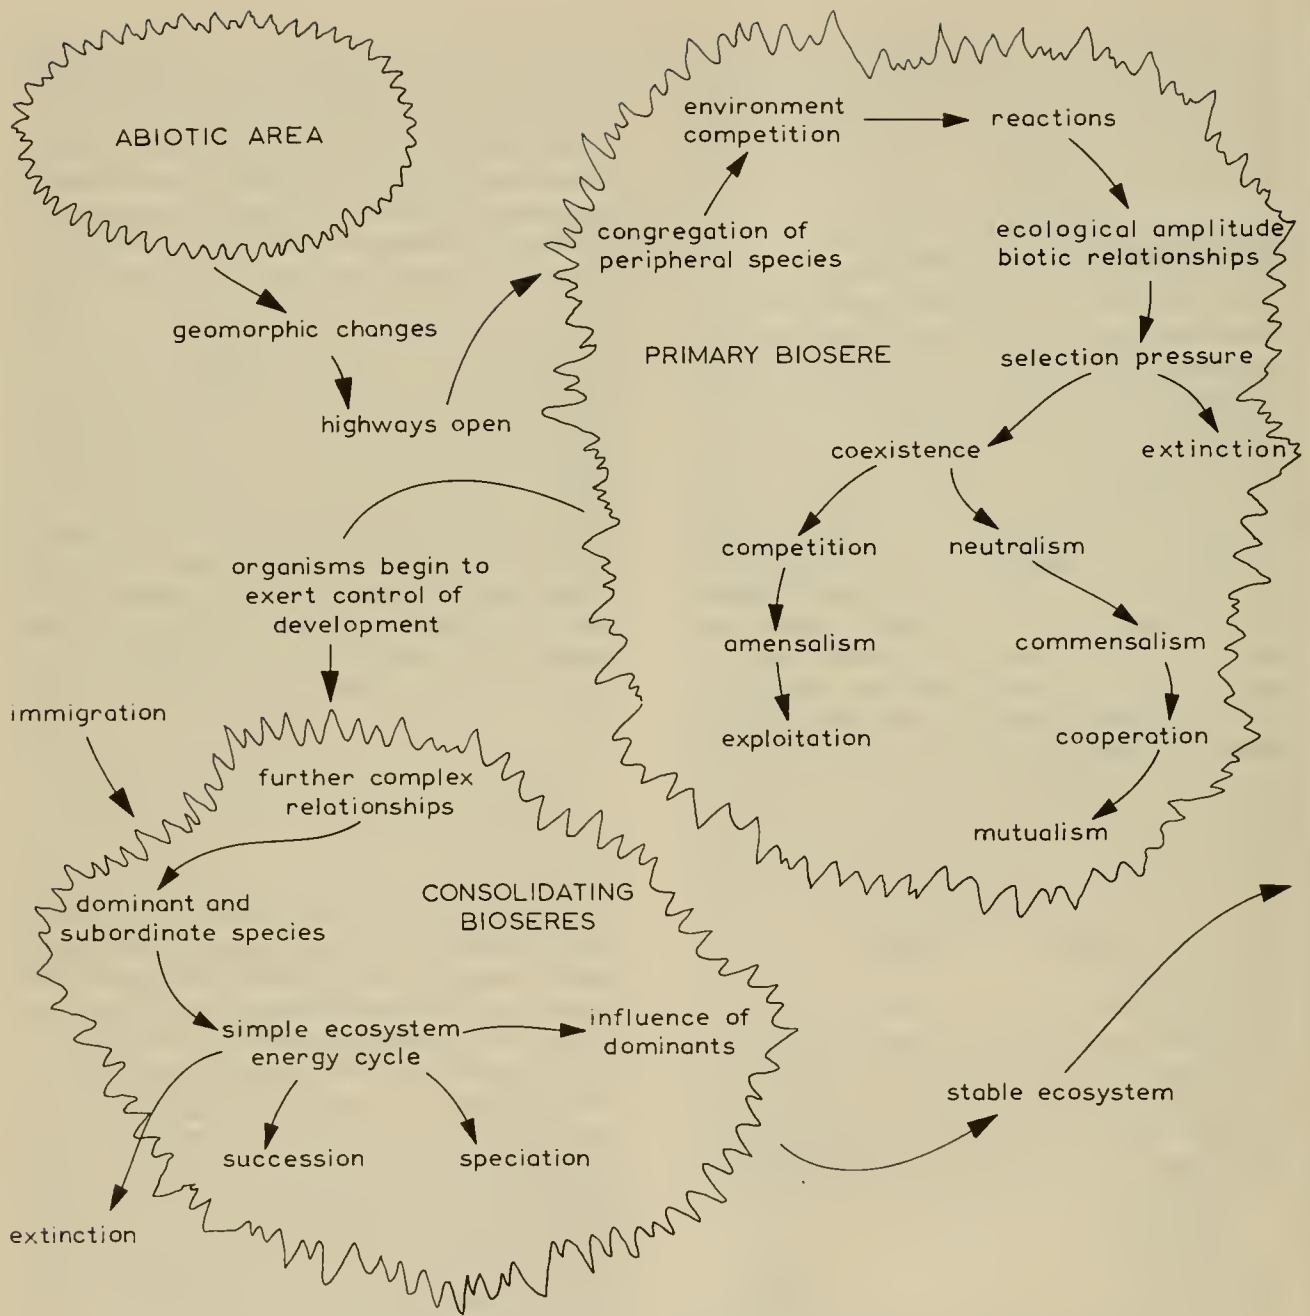 ABIOTIC AREA
geomorphic changes
highways open
environment
competition
reactions
congregation of
peripheral species
ecological amplitude
biotic relationships
PRIMARY BIOSERE
selection pressure
coexistence
extinction
competition
neutralism
amensalism
commensalism
exploitation
cooperation
mutualism
organisms begin to
exert control of
development
immigration
further complex
relationships
CONSOLIDATING
BIOSERES
dominant and
subordinate species
simple ecosystem
energy cycle
influence of
dominants
succession
speciation
extinction
stable ecosystem